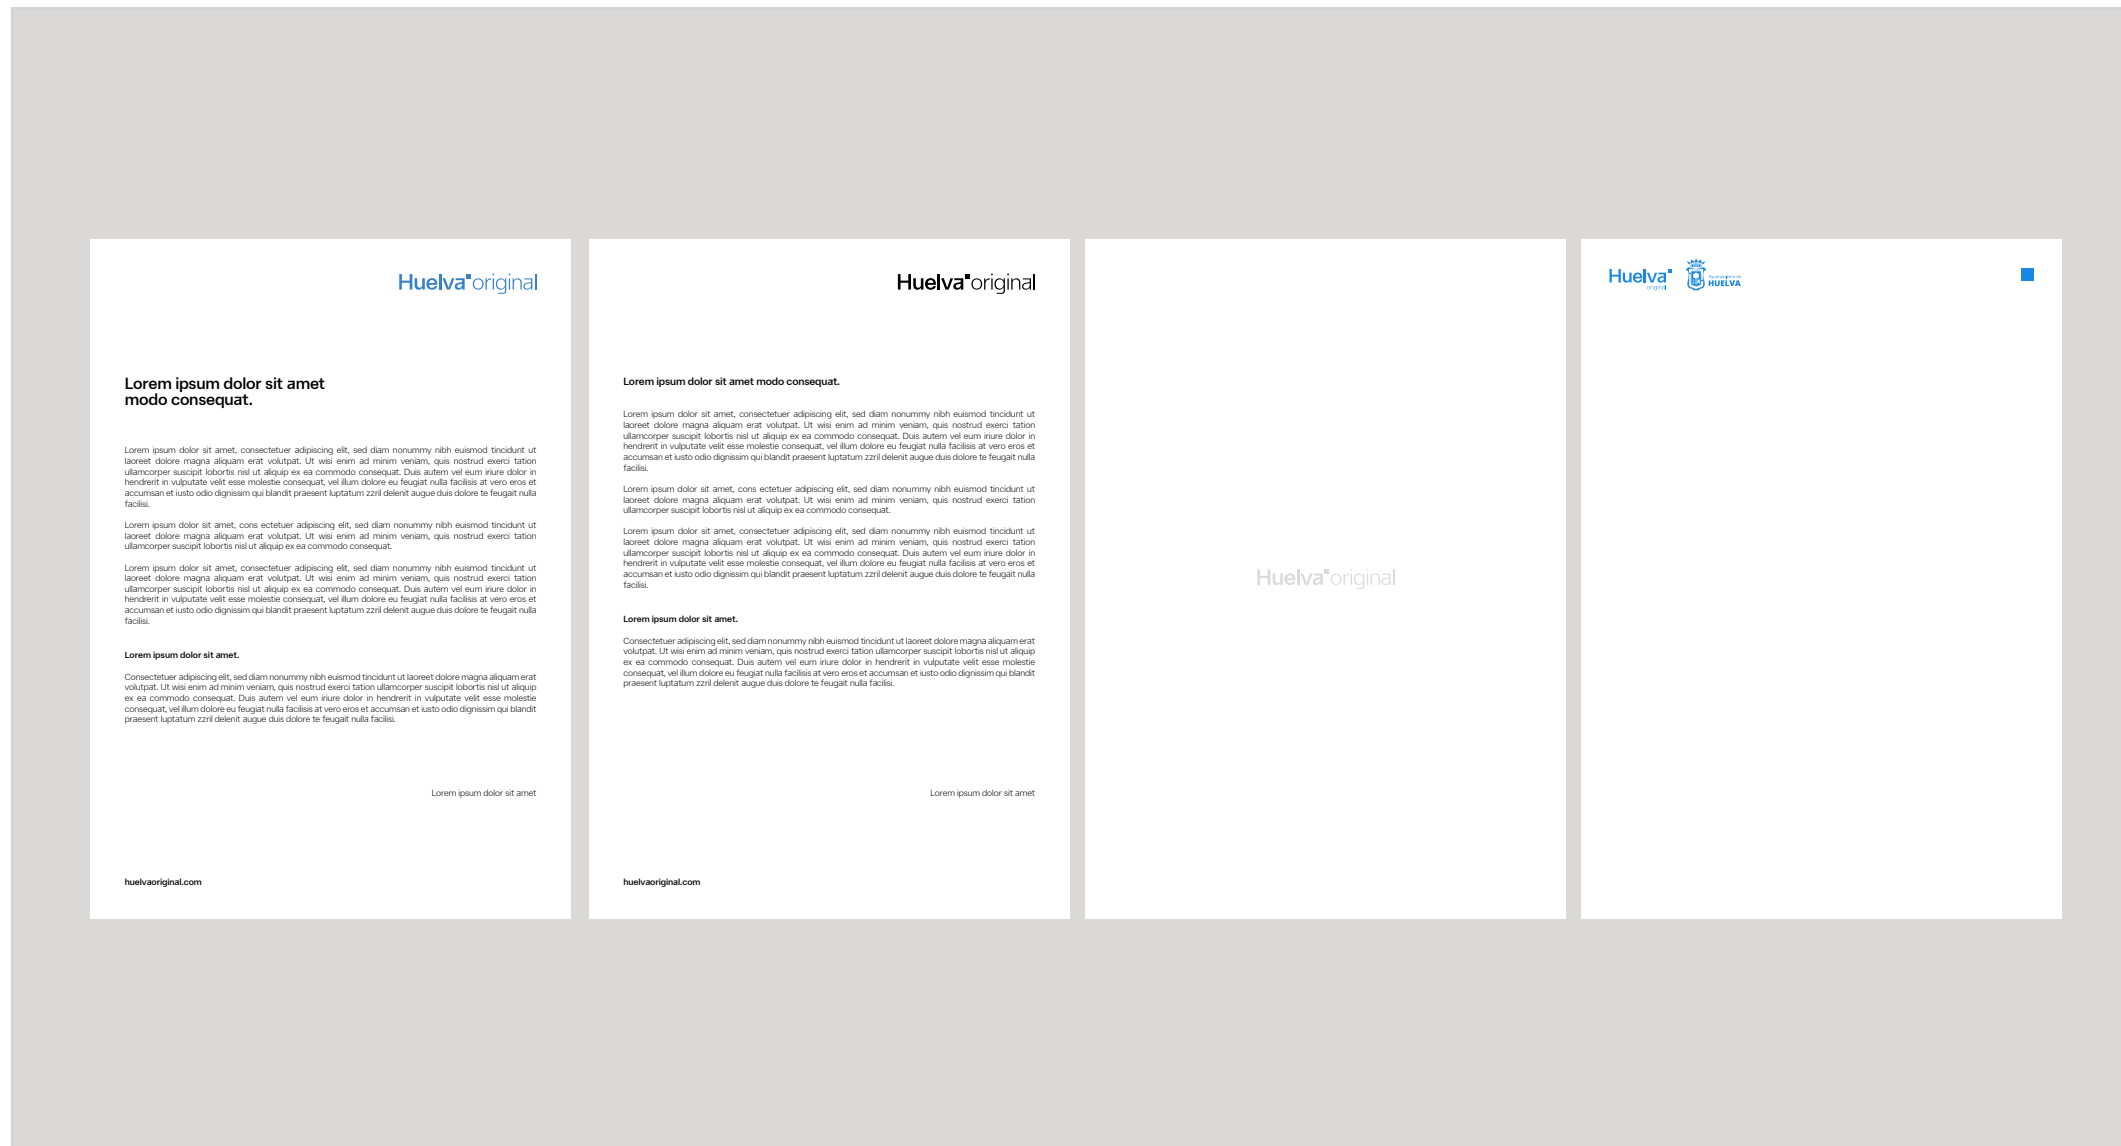 Huelva original
Lorem ipsum dolor sit amet
modo consequat.
Lorem ipsum dolor sit amet, consectetuer adipiscing elit, sed diam nonummy nibh euismod tincidunt ut
laoreet dolore magna aliquam erat volutpat. Ut wisi enim ad minim veniam, quis nostrud exerci tation
ullamcorper suscipit lobortis nisl ut aliquip ex ea commodo consequat. Duis autem vel eum iriure dolor in
hendrerit in vulputate velit esse molestie consequat, vel illum dolore eu feugiat nulla facilisis at vero eros et
accumsan et iusto odio dignissim qui blandit praesent luptatum zzril delenit augue duis dolore te feugait nulla
facilisi.
Lorem ipsum dolor sit amet, cons ectetuer adipiscing elit, sed diam nonummy nibh euismod tincidunt ut
laoreet dolore magna aliquam erat volutpat. Ut wisi enim ad minim veniam, quis nostrud exerci tation
ullamcorper suscipit lobortis nisl ut aliquip ex ea commodo consequat.
Lorem ipsum dolor sit amet, consectetuer adipiscing elit, sed diam nonummy nibh euismod tincidunt ut
laoreet dolore magna aliquam erat volutpat. Ut wisi enim ad minim veniam, quis nostrud exerci tation
ullamcorper suscipit lobortis nisl ut aliquip ex ea commodo consequat. Duis autem vel eum iriure dolor in
hendrerit in vulputate velit esse molestie consequat, vel illum dolore eu feugiat nulla facilisis at vero eros et
accumsan et iusto odio dignissim qui blandit praesent luptatum zzril delenit augue duis dolore te feugait nulla
facilisi.
Lorem ipsum dolor sit amet.
Consectetuer adipiscing elit, sed diam nonummy nibh euismod tincidunt ut laoreet dolore magna aliquam erat
volutpat. Ut wisi enim ad minim veniam, quis nostrud exerci tation ullamcorper suscipit lobortis nisl ut aliquip
ex ea commodo consequat. Duis autem vel eum iriure dolor in hendrerit in vulputate velit esse molestie
consequat, vel illum dolore eu feugiat nulla facilisis at vero eros et accumsan et iusto odio dignissim qui blandit
praesent luptatum zzril delenit augue duis dolore te feugait nulla facilisi.
Lorem ipsum dolor sit amet
huelvaoriginal.com
Huelva original
Lorem ipsum dolor sit amet modo consequat.
Lorem ipsum dolor sit amet, consectetuer adipiscing elit, sed diam nonummy nibh euismod tincidunt ut
laoreet dolore magna aliquam erat volutpat. Ut wisi enim ad minim veniam, quis nostrud exerci tation
ullamcorper suscipit lobortis nisl ut aliquip ex ea commodo consequat. Duis autem vel eum iriure dolor in
hendrerit in vulputate velit esse molestie consequat, vel illum dolore eu feugiat nulla facilisis at vero eros et
accumsan et iusto odio dignissim qui blandit praesent luptatum zzril delenit augue duis dolore te feugait nulla
facilisi.
Lorem ipsum dolor sit amet, cons ectetuer adipiscing elit, sed diam nonummy nibh euismod tincidunt ut
laoreet dolore magna aliquam erat volutpat. Ut wisi enim ad minim veniam, quis nostrud exerci tation
ullamcorper suscipit lobortis nisl ut aliquip ex ea commodo consequat.
Lorem ipsum dolor sit amet, consectetuer adipiscing elit, sed diam nonummy nibh euismod tincidunt ut
laoreet dolore magna aliquam erat volutpat. Ut wisi enim ad minim veniam, quis nostrud exerci tation
ullamcorper suscipit lobortis nisl ut aliquip ex ea commodo consequat. Duis autem vel eum iriure dolor in
hendrerit in vulputate velit esse molestie consequat, vel illum dolore eu feugiat nulla facilisis at vero eros et
accumsan et iusto odio dignissim qui blandit praesent luptatum zzril delenit augue duis dolore te feugait nulla
facilisi.
Lorem ipsum dolor sit amet.
Consectetuer adipiscing elit, sed diam nonummy nibh euismod tincidunt ut laoreet dolore magna aliquam erat
volutpat. Ut wisi enim ad minim veniam, quis nostrud exerci tation ullamcorper suscipit lobortis nisl ut aliquip
ex ea commodo consequat. Duis autem vel eum iriure dolor in hendrerit in vulputate velit esse molestie
consequat, vel illum dolore eu feugiat nulla facilisis at vero eros et accumsan et iusto odio dignissim qui blandit
praesent luptatum zzril delenit augue duis dolore te feugait nulla facilisi.
Lorem ipsum dolor sit amet
huelvaoriginal.com
Huelva original
Huelva
original
Ayuntamiento de
HUELVA